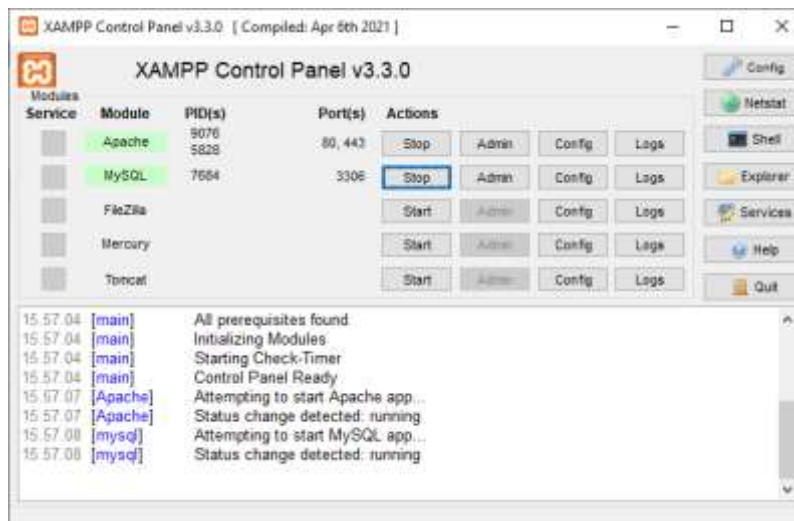 XAMPP Control Panel v3.3.0 [ Compiled: Apr 6th 2021 ]
XAMPP Control Panel v3.3.0
Config
Modules
Service Module PID(s) Port(s) Actions
Netstat
Apache 9076 5828 80, 443 Stop Admin Config Logs
Shell
MySQL 7684 3306 Stop Admin Config Logs
Explorer
FileZilla Start Admin Config Logs
Services
Mercury Start Admin Config Logs
Help
Tomcat Start Admin Config Logs
Quit
15.57.04 [main] All prerequisites found
15.57.04 [main] Initializing Modules
15.57.04 [main] Starting Check-Timer
15.57.04 [main] Control Panel Ready
15.57.07 [Apache] Attempting to start Apache app...
15.57.07 [Apache] Status change detected: running
15.57.08 [mysql] Attempting to start MySQL app...
15.57.08 [mysql] Status change detected: running